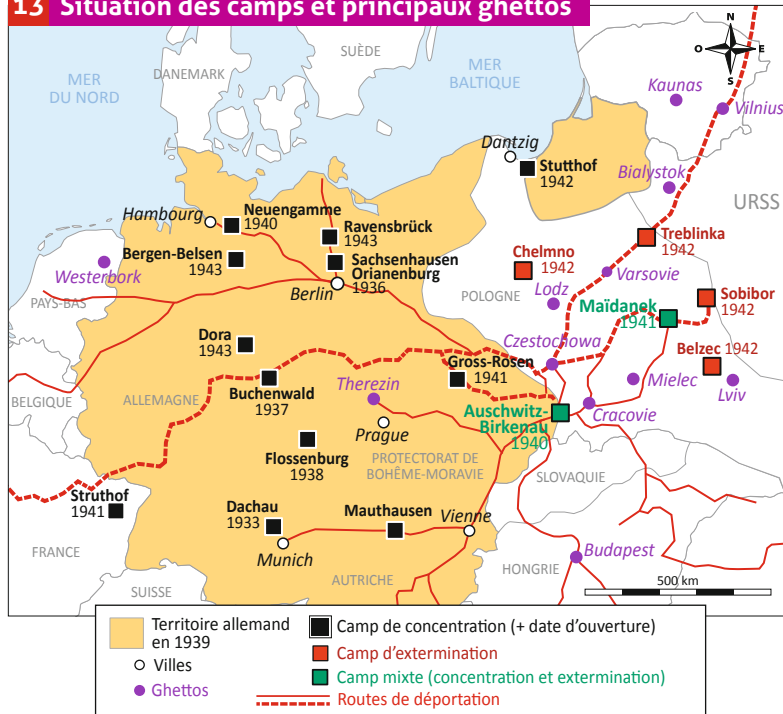 13 Situation des camps et principaux ghettos
N
O
E
S
MER
DU NORD
DANEMARK
SUÈDE
MER
BALTIQUE
Kaunas
Vilnius
Dantzig
Stutthof
1942
Bialystok
URSS
Hambourg
Neuengamme
1940
Ravensbrück
1943
Treblinka
1942
Bergen-Belsen
1943
Sachsenhausen
Orianenburg
1936
Chelmno
1942
Westerbork
Varsovie
Berlin
POLOGNE
Lodz
Sobibor
1942
PAYS-BAS
Maïdanek
1941
Dora
1943
Czestochowa
Belzec 1942
Gross-Rosen
1941
BELGIQUE
ALLEMAGNE
Buchenwald
1937
Therezin
Mielec
Lviv
Auschwitz-
Birkenau
1940
Cracovie
Prague
Flossenburg
1938
PROTECTORAT DE
BOHÈME-MORAVIE
SLOVAQUIE
Struthof
1941
Dachau
1933
Mauthausen
Vienne
Munich
FRANCE
Budapest
HONGRIE
AUTRICHE
SUISSE
500 km
Territoire allemand
en 1939
Villes
Ghettos
Camp de concentration (+ date d'ouverture)
Camp d'extermination
Camp mixte (concentration et extermination)
Routes de déportation